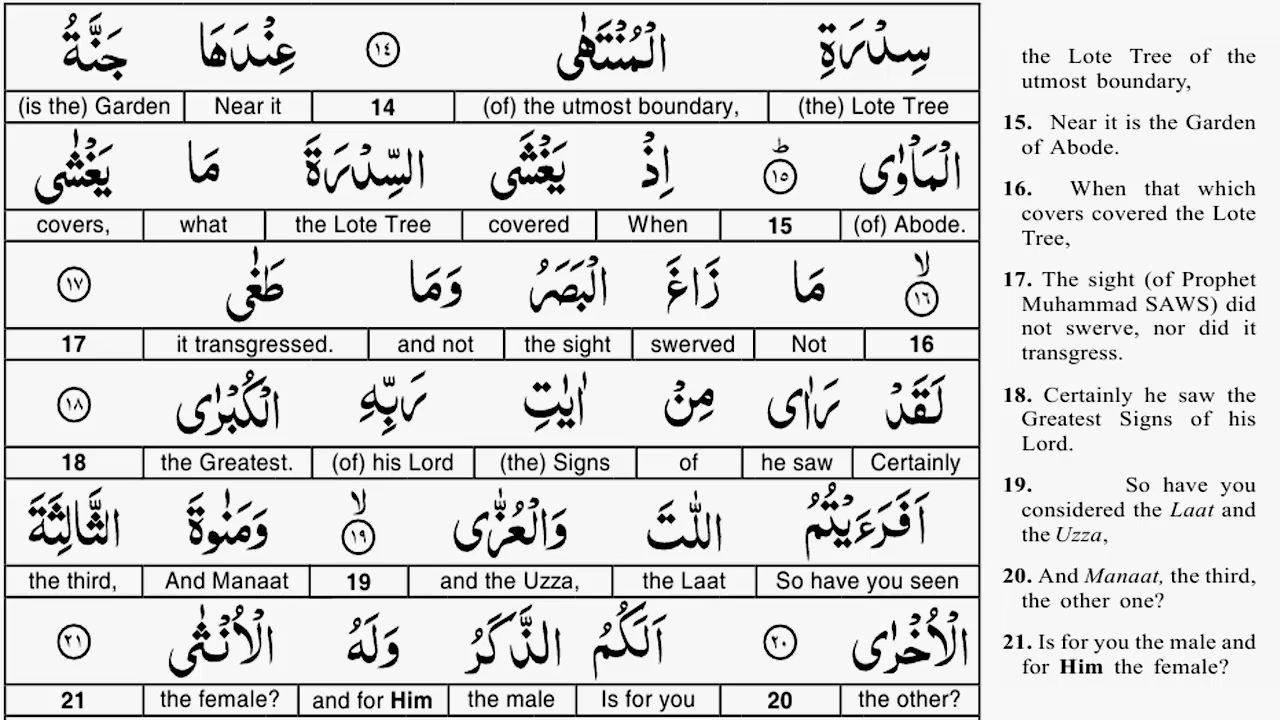 سِدْرَةِ الْمُنْتَهٰى ١٤ عِنْدَهَا جَنَّةُ
(the) Lote Tree (of) the utmost boundary, 14 Near it (is the) Garden
الْمَاْوٰى ١٥ؕ اِذْ يَغْشَى السِّدْرَةَ مَا يَغْشٰى
(of) Abode. 15 When covered the Lote Tree what covers,
١٦ۙ مَا زَاغَ الْبَصَرُ وَمَا طَغٰى ١٧
16 Not swerved the sight and not it transgressed. 17
لَقَدْ رَاٰى مِنْ اٰيٰتِ رَبِّهِ الْكُبْرٰى ١٨
Certainly he saw of (the) Signs (of) his Lord the Greatest. 18
اَفَرَءَيْتُمُ اللّٰتَ وَالْعُزّٰى ١٩ۙ وَمَنٰوةَ الثَّالِثَةَ
So have you seen the Laat and the Uzza, 19 And Manaat the third,
الْاُخْرٰى ٢٠ اَلَكُمُ الذَّكَرُ وَلَهُ الْاُنْثٰى ٢١
the other? 20 Is for you the male and for Him the female? 21
the Lote Tree of the
utmost boundary,
15. Near it is the Garden
of Abode.
16. When that which
covers covered the Lote
Tree,
17. The sight (of Prophet
Muhammad SAWS) did
not swerve, nor did it
transgress.
18. Certainly he saw the
Greatest Signs of his
Lord.
19. So have you
considered the Laat and
the Uzza,
20. And Manaat, the third,
the other one?
21. Is for you the male and
for Him the female?